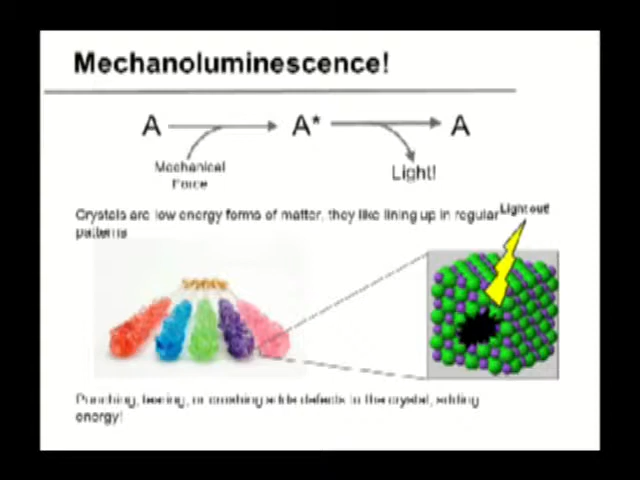 Mechanoluminescence!
A A* A
Mechanical
Force
Light!
Light out!
Crystals are low energy forms of matter, they like lining up in regular
patterns
Punching, tearing, or crushing adds defects to the crystal, adding
energy!